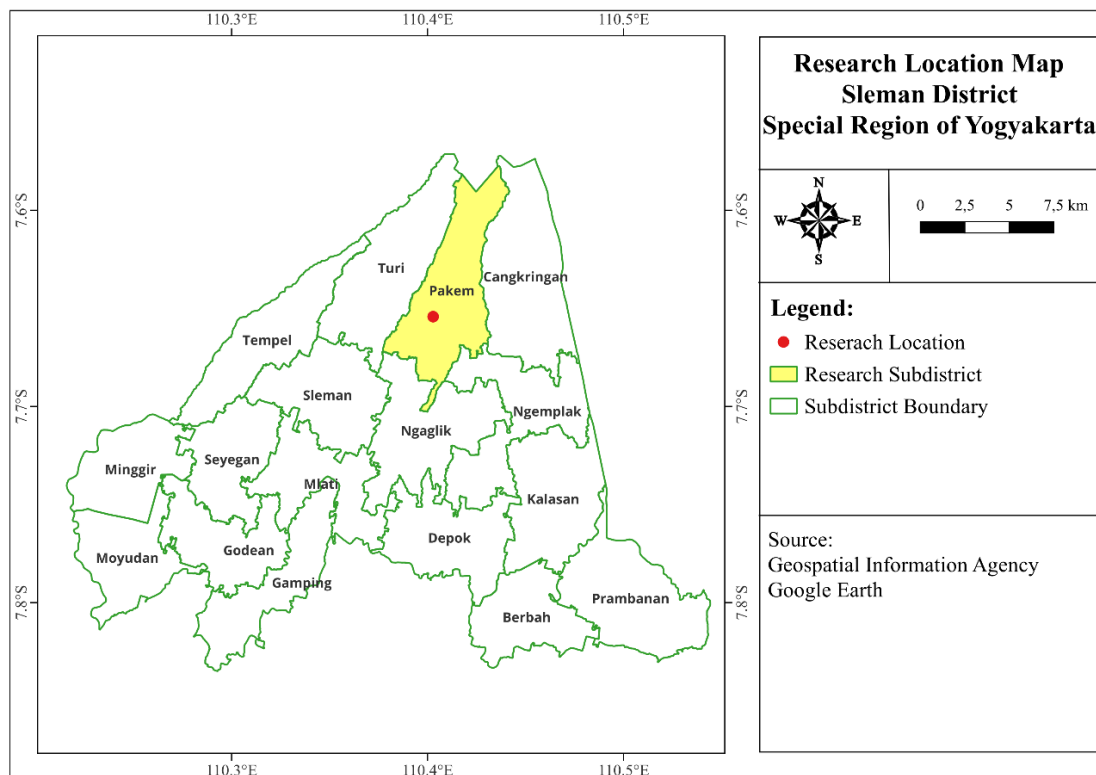 110.3°E
110.4°E
110.5°E
7.6°S
7.7°S
7.8°S
Turi
Pakem
Cangkringan
Tempel
Sleman
Ngaglik
Ngemplak
Minggir
Seyegan
Mlati
Kalasan
Moyudan
Godean
Depok
Gamping
Berbah
Prambanan
7.6°S
7.7°S
7.8°S
110.3°E
110.4°E
110.5°E
Research Location Map
Sleman District
Special Region of Yogyakarta
N
W
E
S
0 2,5 5 7,5 km
Legend:
Reserach Location
Research Subdistrict
Subdistrict Boundary
Source:
Geospatial Information Agency
Google Earth